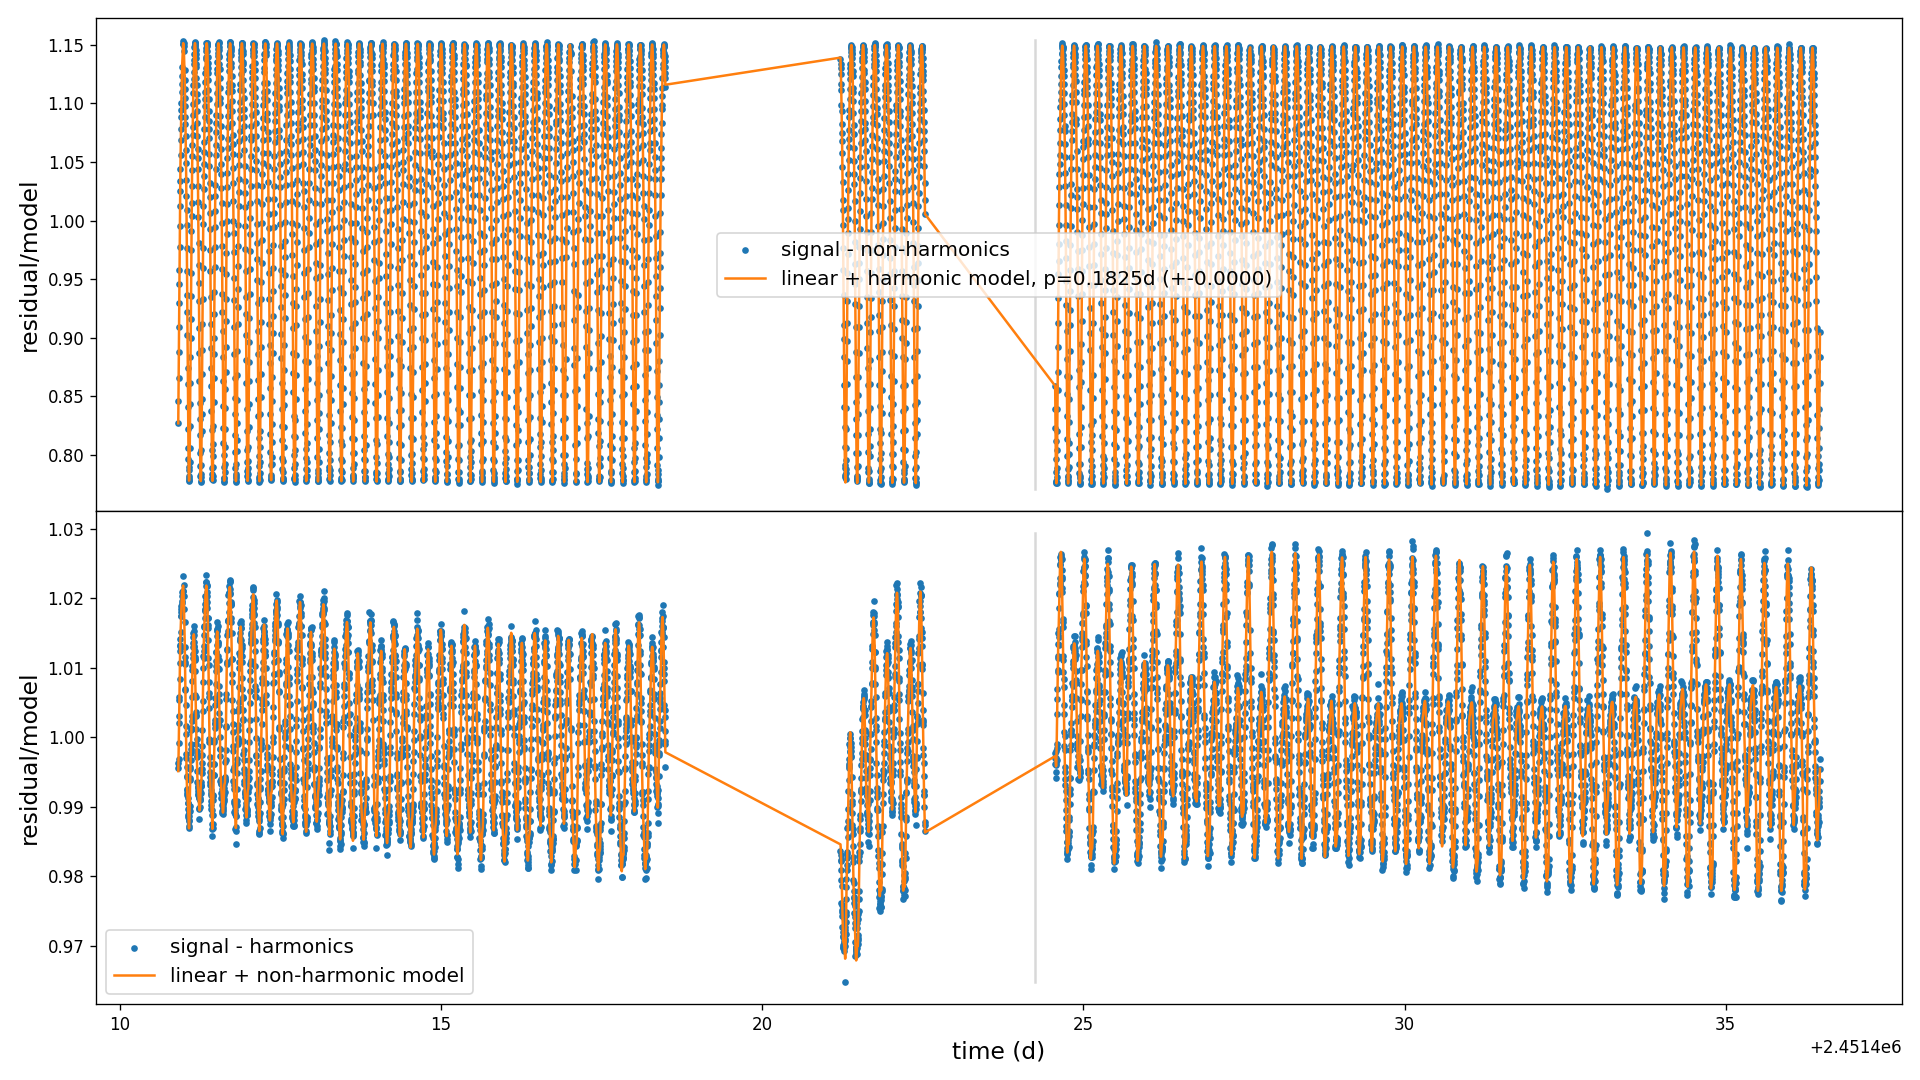 1.15
1.10
1.05
1.00
0.95
0.90
0.85
0.80
residual/model
signal - non-harmonics
linear + harmonic model, p=0.1825d (+-0.0000)
1.03
1.02
1.01
1.00
0.99
0.98
0.97
residual/model
signal - harmonics
linear + non-harmonic model
10 15 20 25 30 35
time (d)
+2.4514e6